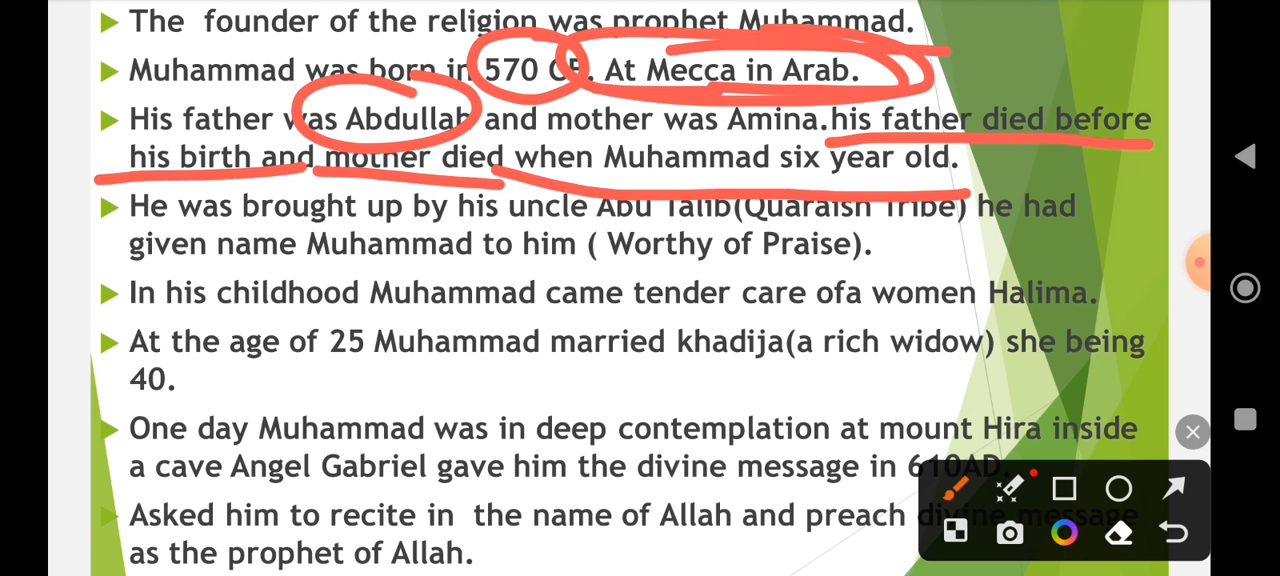 The founder of the religion was prophet Muhammad.
Muhammad was born in 570 CE. At Mecca in Arab.
His father was Abdullah and mother was Amina.his father died before
his birth and mother died when Muhammad six year old.
He was brought up by his uncle Abu Talib(Quaraish Tribe) he had
given name Muhammad to him ( Worthy of Praise).
In his childhood Muhammad came tender care ofa women Halima.
At the age of 25 Muhammad married khadija(a rich widow) she being
40.
One day Muhammad was in deep contemplation at mount Hira inside
a cave Angel Gabriel gave him the divine message in 610AD.
Asked him to recite in the name of Allah and preach divine message
as the prophet of Allah.